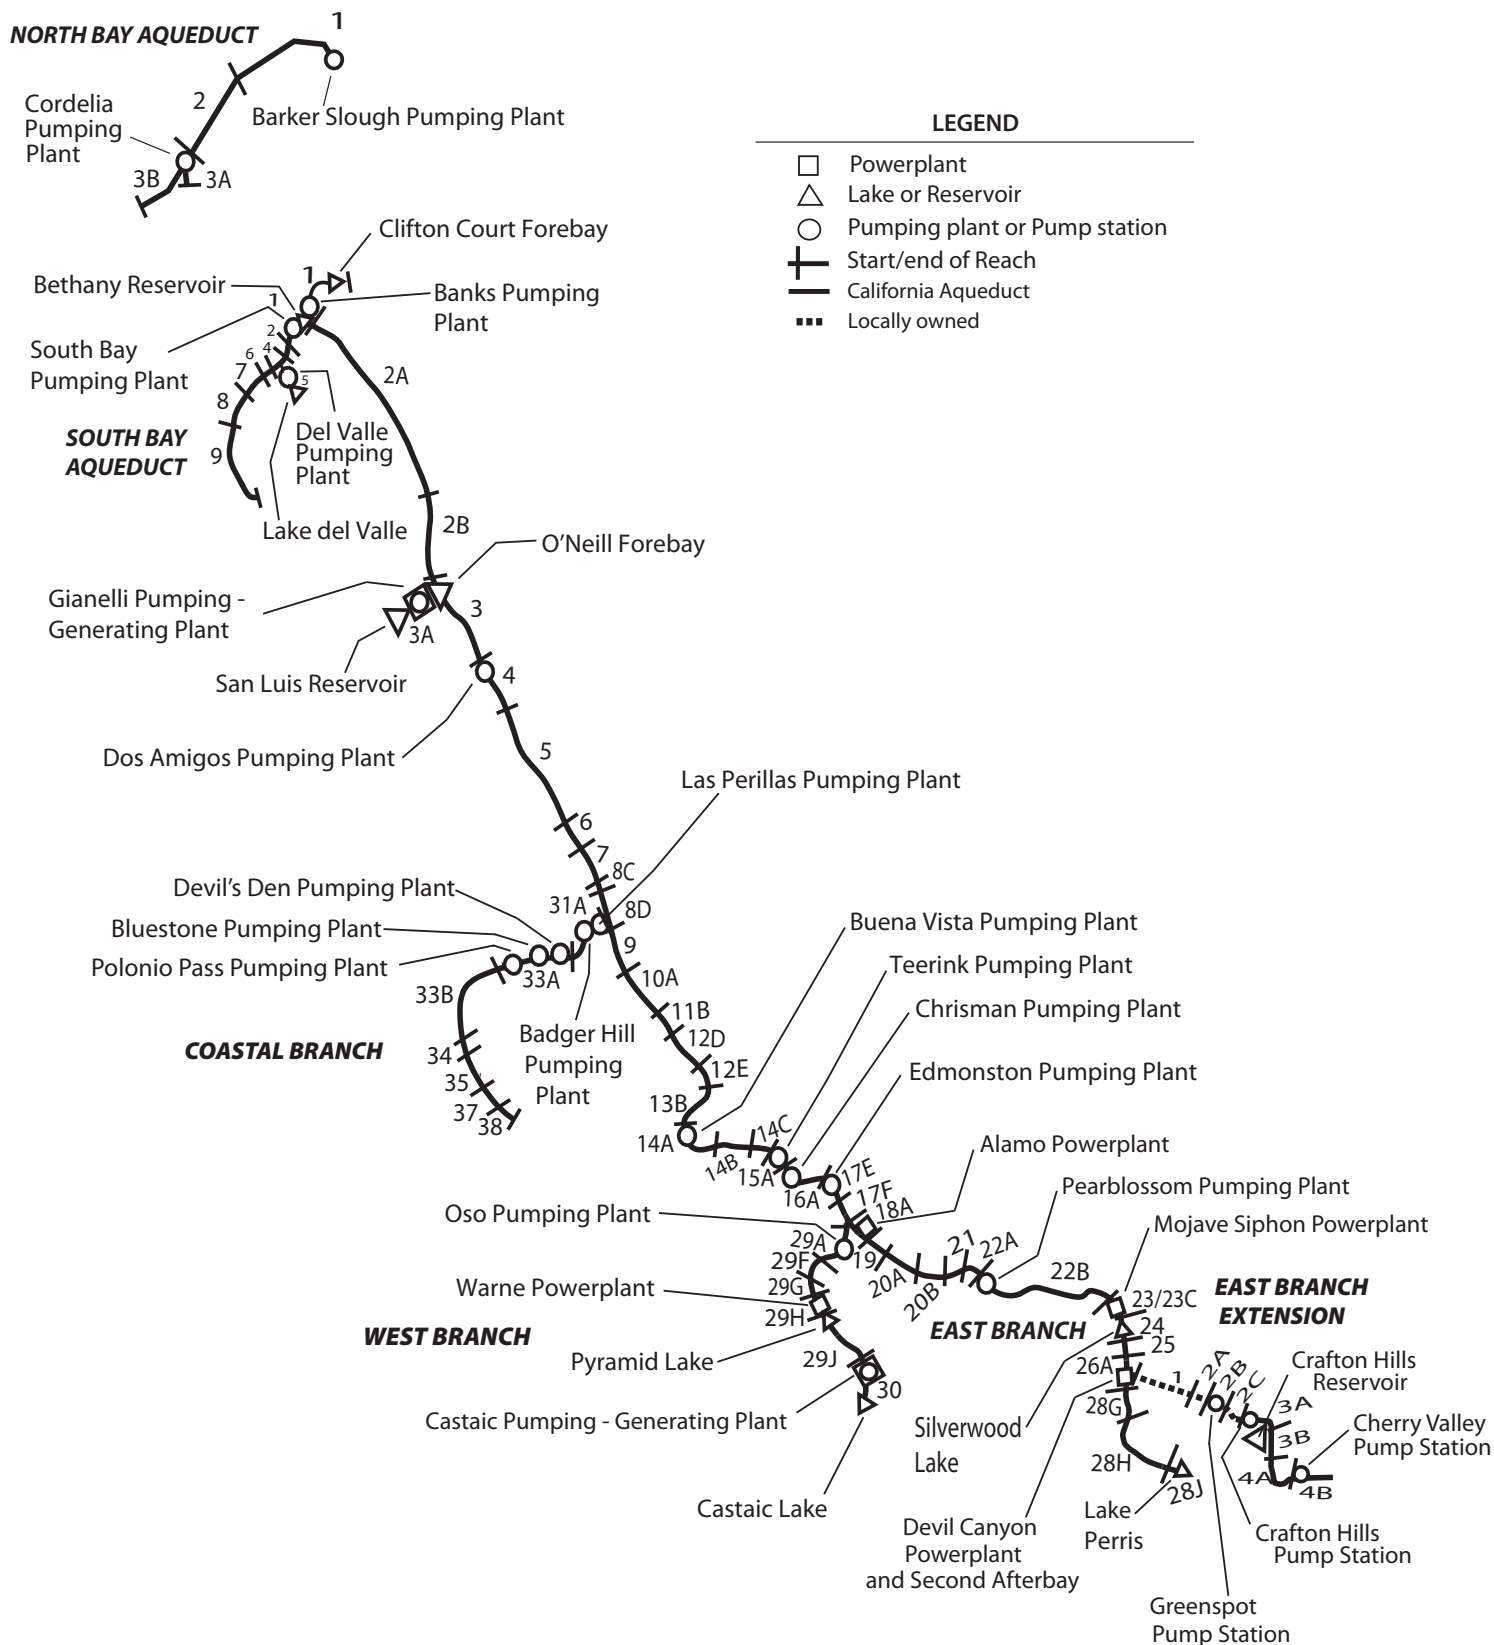 NORTH BAY AQUEDUCT
1
2
Cordelia
Pumping
Plant
Barker Slough Pumping Plant
3B
3A
LEGEND
Powerplant
Lake or Reservoir
Pumping plant or Pump station
Start/end of Reach
California Aqueduct
Locally owned
Clifton Court Forebay
Bethany Reservoir
1
1
Banks Pumping
Plant
South Bay
Pumping Plant
2
4
6
7
5
8
9
2A
SOUTH BAY
AQUEDUCT
Del Valle
Pumping
Plant
Lake del Valle
2B
O’Neill Forebay
Gianelli Pumping -
Generating Plant
3
3A
San Luis Reservoir
4
Dos Amigos Pumping Plant
5
Las Perillas Pumping Plant
6
7
8C
Devil’s Den Pumping Plant
31A
8D
Bluestone Pumping Plant
Polonio Pass Pumping Plant
9
33A
10A
33B
11B
12D
Badger Hill
Pumping
Plant
COASTAL BRANCH
34
35
37
38
12E
13B
Buena Vista Pumping Plant
Teerink Pumping Plant
Chrisman Pumping Plant
Edmonston Pumping Plant
14A
14B
14C
15A
16A
17E
17F
18A
Alamo Powerplant
Pearblossom Pumping Plant
Mojave Siphon Powerplant
Oso Pumping Plant
29A
29F
29G
29H
Warne Powerplant
WEST BRANCH
Pyramid Lake
29J
30
Castaic Pumping - Generating Plant
Castaic Lake
19
20A
20B
21
22A
22B
EAST BRANCH
23/23C
24
25
26A
EAST BRANCH
EXTENSION
1
2A
2B
2C
Crafton Hills
Reservoir
3A
3B
Cherry Valley
Pump Station
4A
4B
28G
28H
28J
Silverwood
Lake
Lake
Perris
Devil Canyon
Powerplant
and Second Afterbay
Crafton Hills
Pump Station
Greenspot
Pump Station